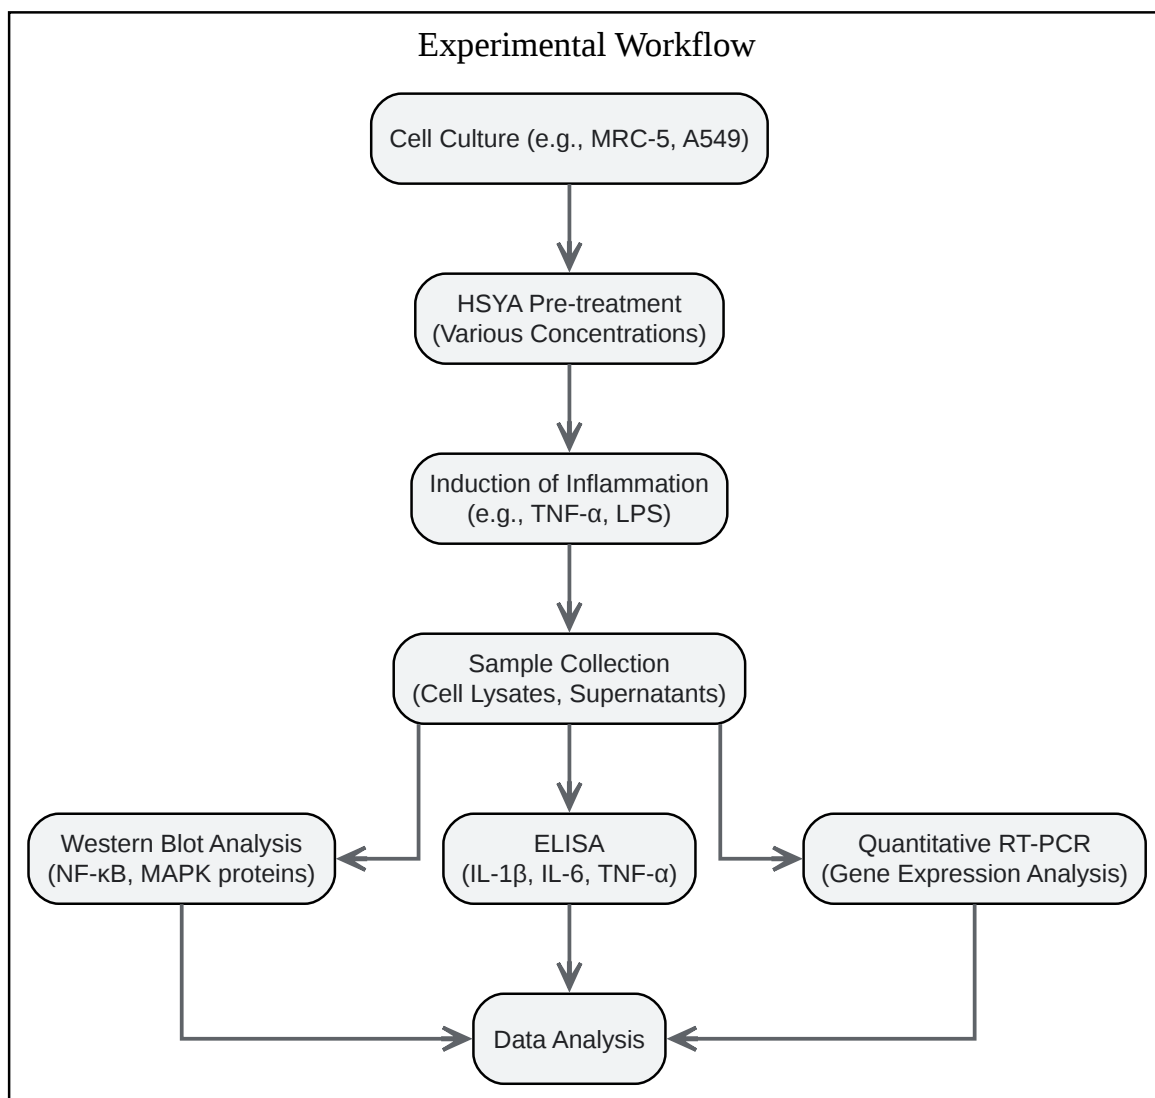 Experimental Workflow
Cell Culture (e.g., MRC-5, A549)
HSYA Pre-treatment
(Various Concentrations)
Induction of Inflammation
(e.g., TNF-α, LPS)
Sample Collection
(Cell Lysates, Supernatants)
Western Blot Analysis
(NF-κB, MAPK proteins)
ELISA
(IL-1β, IL-6, TNF-α)
Quantitative RT-PCR
(Gene Expression Analysis)
Data Analysis